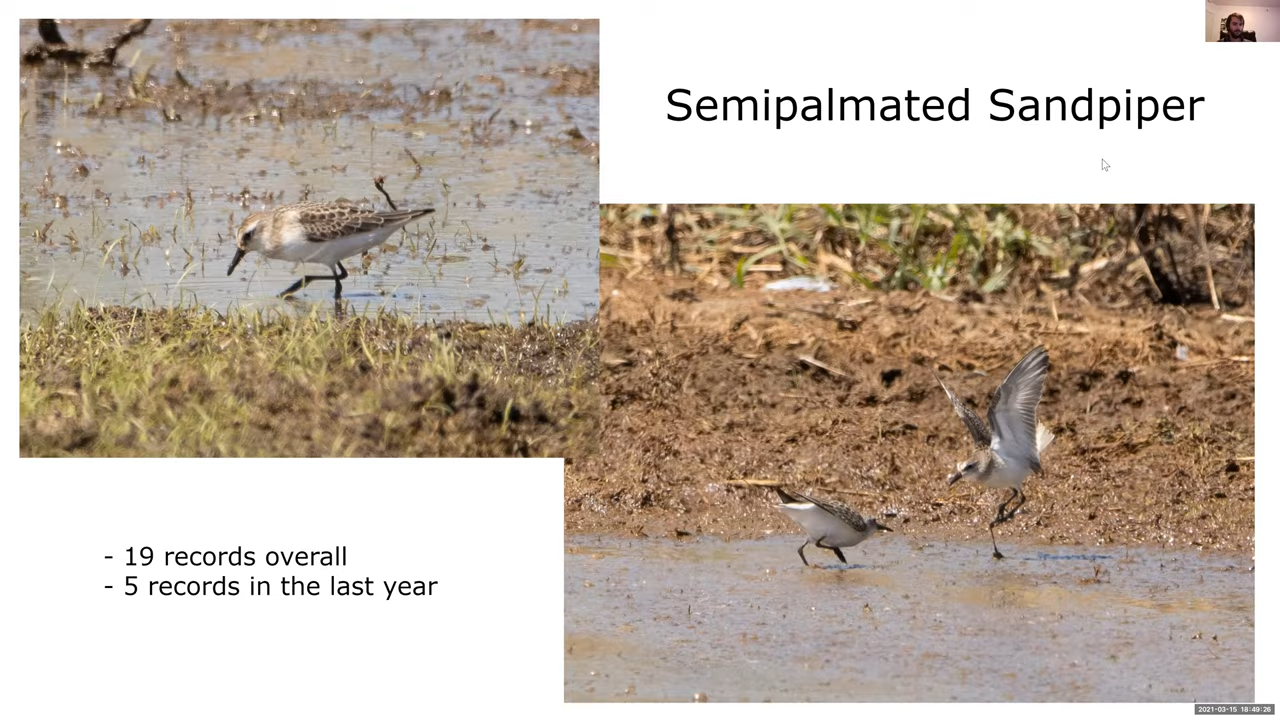 Semipalmated Sandpiper
- 19 records overall
- 5 records in the last year
2021-03-15 18:49:26